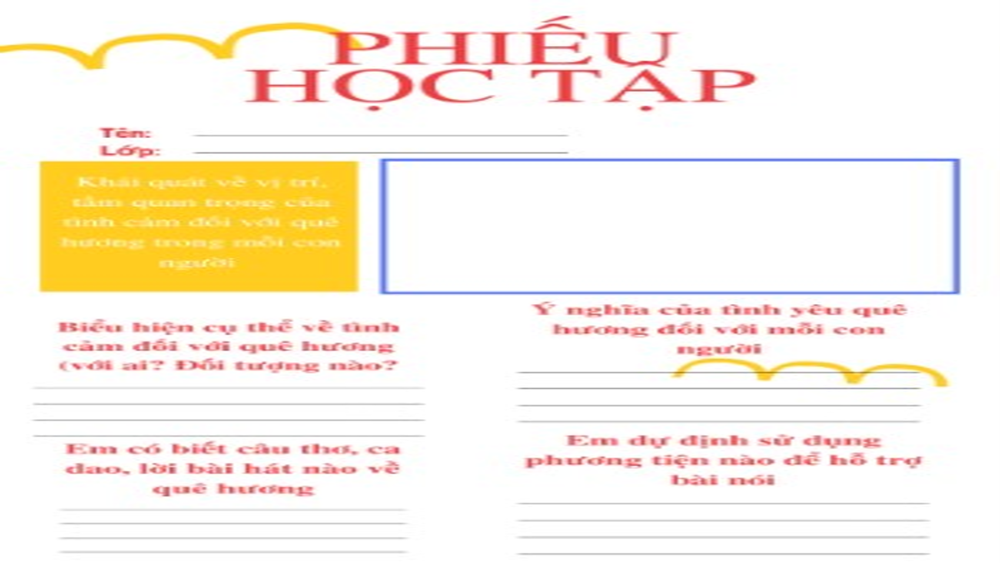 PHIẾU
HỌC TẬP
Tên:
Lớp:
Khái quát về vị trí,
tầm quan trọng của
tình cảm đối với quê
hương trong mỗi con
người
Biểu hiện cụ thể về tình
cảm đối với quê hương
(với ai? Đối tượng nào?
Em có biết câu thơ, ca
dao, lời bài hát nào về
quê hương
Ý nghĩa của tình yêu quê
hương đối với mỗi con
người
Em dự định sử dụng
phương tiện nào để hỗ trợ
bài nói